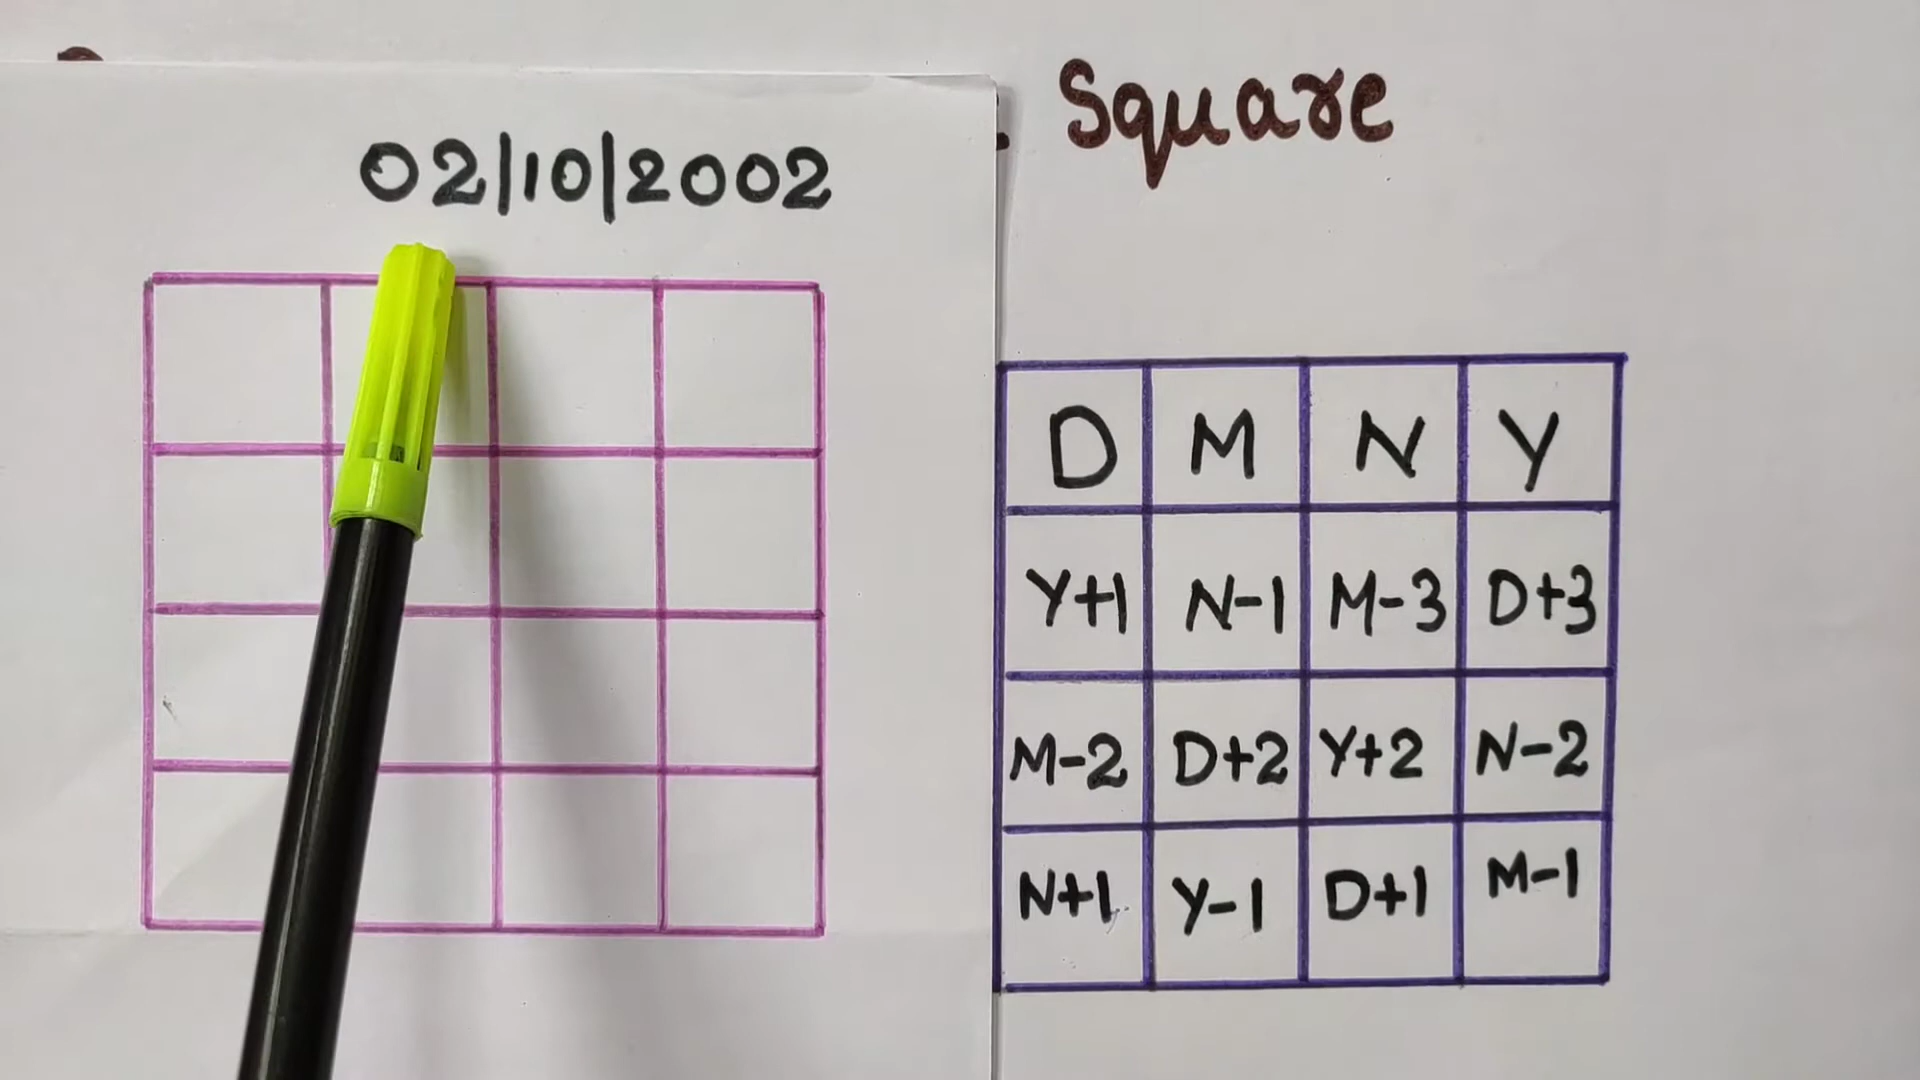 Square
02|10|2002
D M N Y
Y+1 N-1 M-3 D+3
M-2 D+2 Y+2 N-2
N+1 Y-1 D+1 M-1